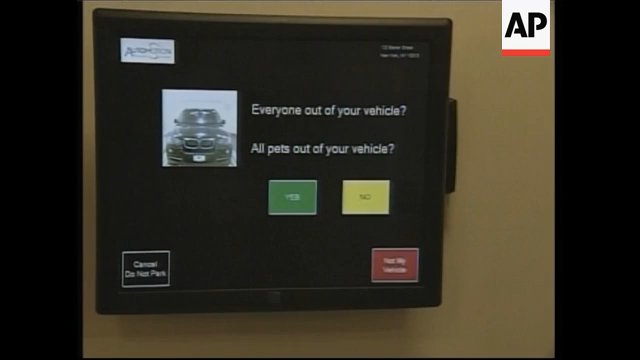 AP
AUTOMOTION
Everyone out of your vehicle?
All pets out of your vehicle?
YES
NO
Cancel
Do Not Park
Not My
Vehicle